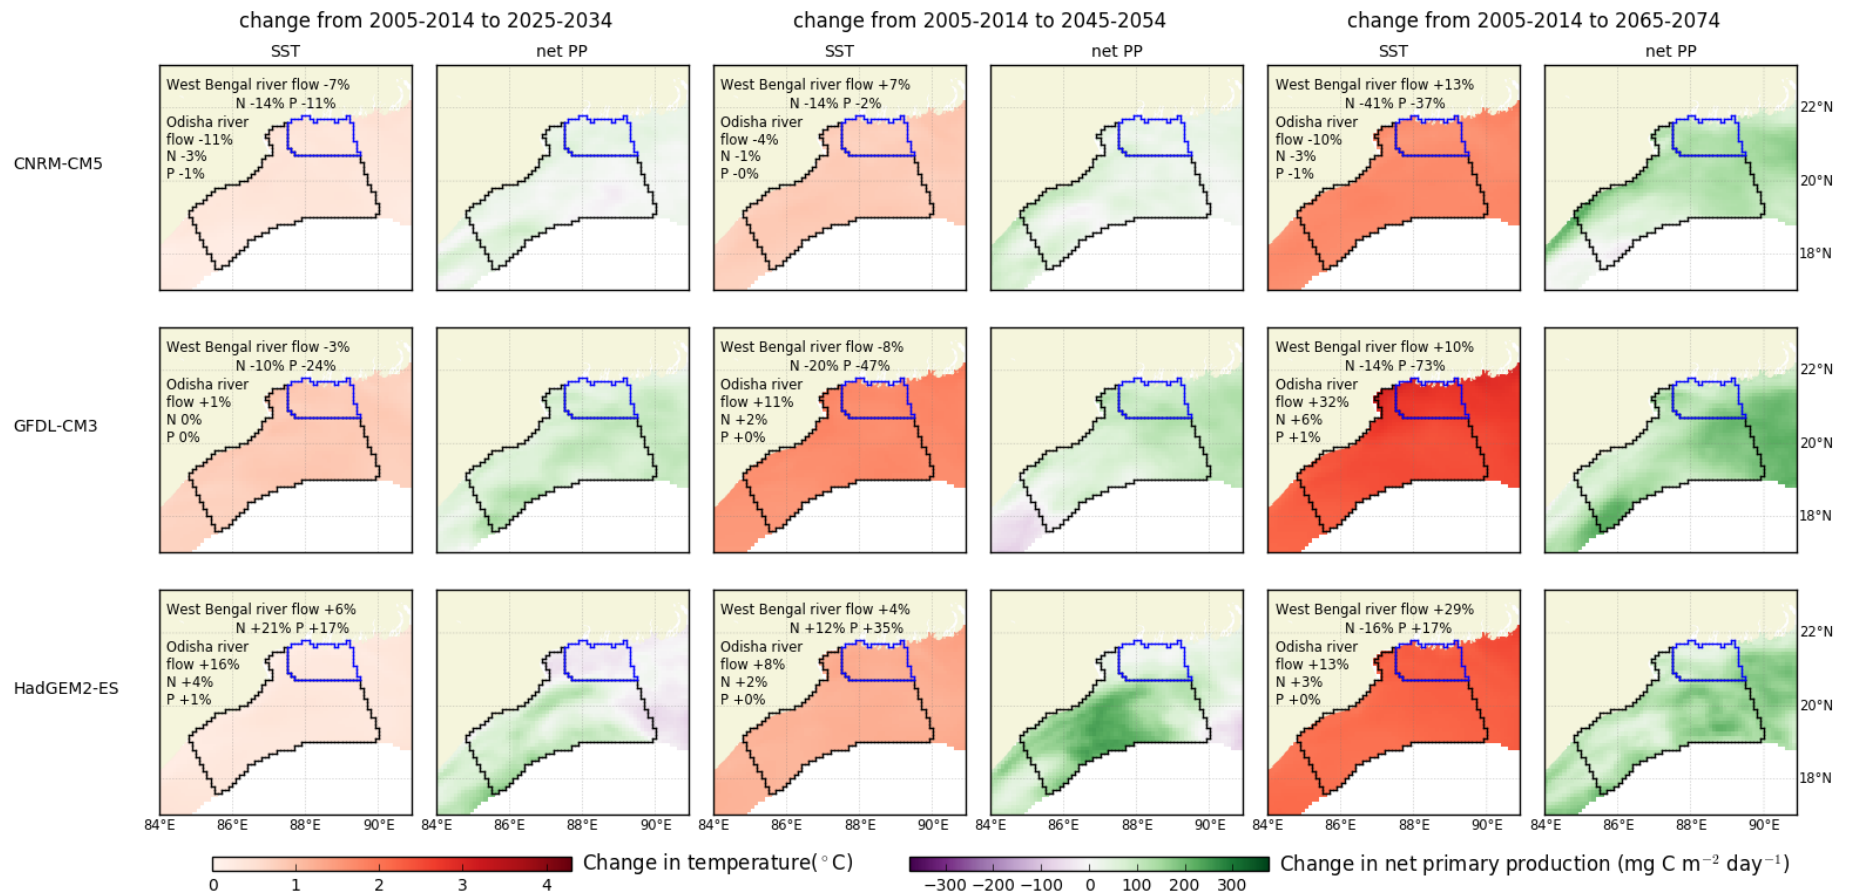 change from 2005-2014 to 2025-2034
change from 2005-2014 to 2045-2054
change from 2005-2014 to 2065-2074
SST
net PP
SST
net PP
SST
net PP
CNRM-CM5
West Bengal river flow -7%
N -14% P -11%
Odisha river
flow -11%
N -3%
P -1%
West Bengal river flow +7%
N -14% P -2%
Odisha river
flow -4%
N -1%
P -0%
West Bengal river flow +13%
N -41% P -37%
Odisha river
flow -10%
N -3%
P -1%
22°N
20°N
18°N
GFDL-CM3
West Bengal river flow -3%
N -10% P -24%
Odisha river
flow +1%
N 0%
P 0%
West Bengal river flow -8%
N -20% P -47%
Odisha river
flow +11%
N +2%
P +0%
West Bengal river flow +10%
N -14% P -73%
Odisha river
flow +32%
N +6%
P +1%
22°N
20°N
18°N
HadGEM2-ES
West Bengal river flow +6%
N +21% P +17%
Odisha river
flow +16%
N +4%
P +1%
West Bengal river flow +4%
N +12% P +35%
Odisha river
flow +8%
N +2%
P +0%
West Bengal river flow +29%
N -16% P +17%
Odisha river
flow +13%
N +3%
P +0%
22°N
20°N
18°N
84°E 86°E 88°E 90°E
84°E 86°E 88°E 90°E
84°E 86°E 88°E 90°E
84°E 86°E 88°E 90°E
84°E 86°E 88°E 90°E
84°E 86°E 88°E 90°E
Change in temperature(°C)
0 1 2 3 4
Change in net primary production (mg C m⁻² day⁻¹)
−300 −200 −100 0 100 200 300